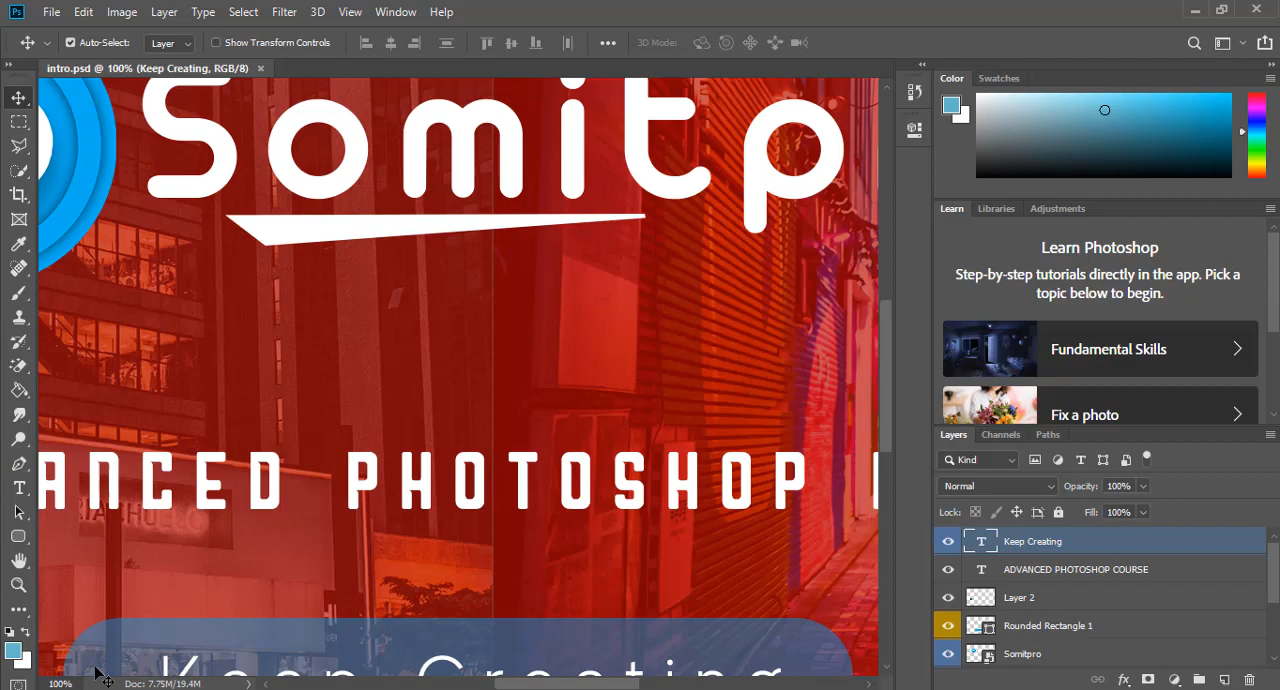 Ps File Edit Image Layer Type Select Filter 3D View Window Help
Auto-Select: Layer Show Transform Controls 3D Mode:
intro.psd @ 100% (Keep Creating, RGB/8)
Somitp
ANCED PHOTOSHOP
Keep Creating
100% Doc: 7.75M/19.4M
Color Swatches
Learn Libraries Adjustments
Learn Photoshop
Step-by-step tutorials directly in the app. Pick a
topic below to begin.
Fundamental Skills
Fix a photo
Layers Channels Paths
Kind
Normal Opacity: 100%
Lock: Fill: 100%
T Keep Creating
T ADVANCED PHOTOSHOP COURSE
Layer 2
Rounded Rectangle 1
Somitpro